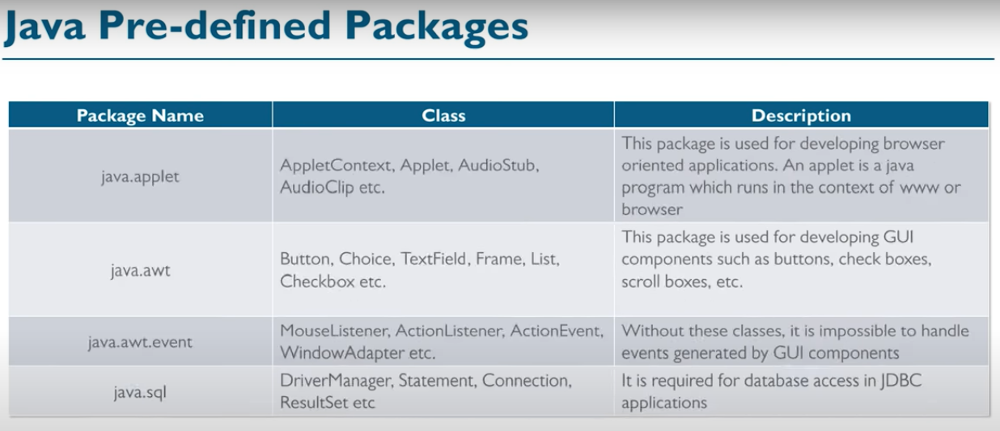 Java Pre-defined Packages
Package Name Class Description
java.applet
AppletContext, Applet, AudioStub,
AudioClip etc.
This package is used for developing browser
oriented applications. An applet is a java
program which runs in the context of www or
browser
java.awt
Button, Choice, TextField, Frame, List,
Checkbox etc.
This package is used for developing GUI
components such as buttons, check boxes,
scroll boxes, etc.
java.awt.event
MouseListener, ActionListener, ActionEvent,
WindowAdapter etc.
Without these classes, it is impossible to handle
events generated by GUI components
java.sql
DriverManager, Statement, Connection,
ResultSet etc
It is required for database access in JDBC
applications